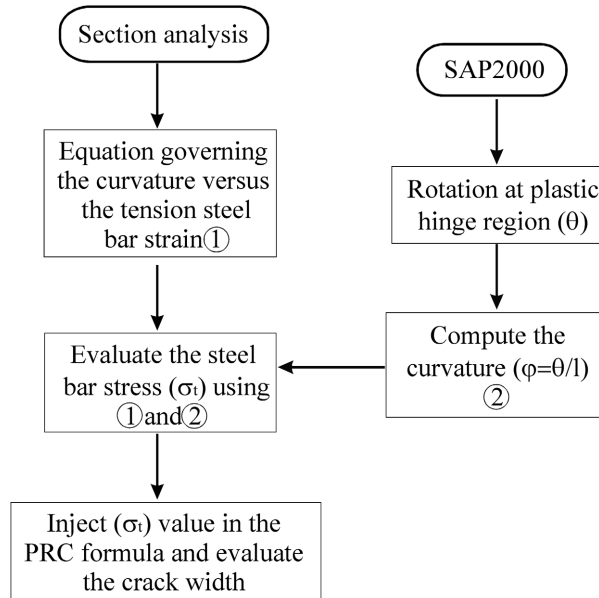 Section analysis
SAP2000
Equation governing
the curvature versus
the tension steel
bar strain①
Rotation at plastic
hinge region (θ)
Compute the
curvature (φ=θ/l)
②
Evaluate the steel
bar stress (σₜ) using
①and②
Inject (σₜ) value in the
PRC formula and evaluate
the crack width